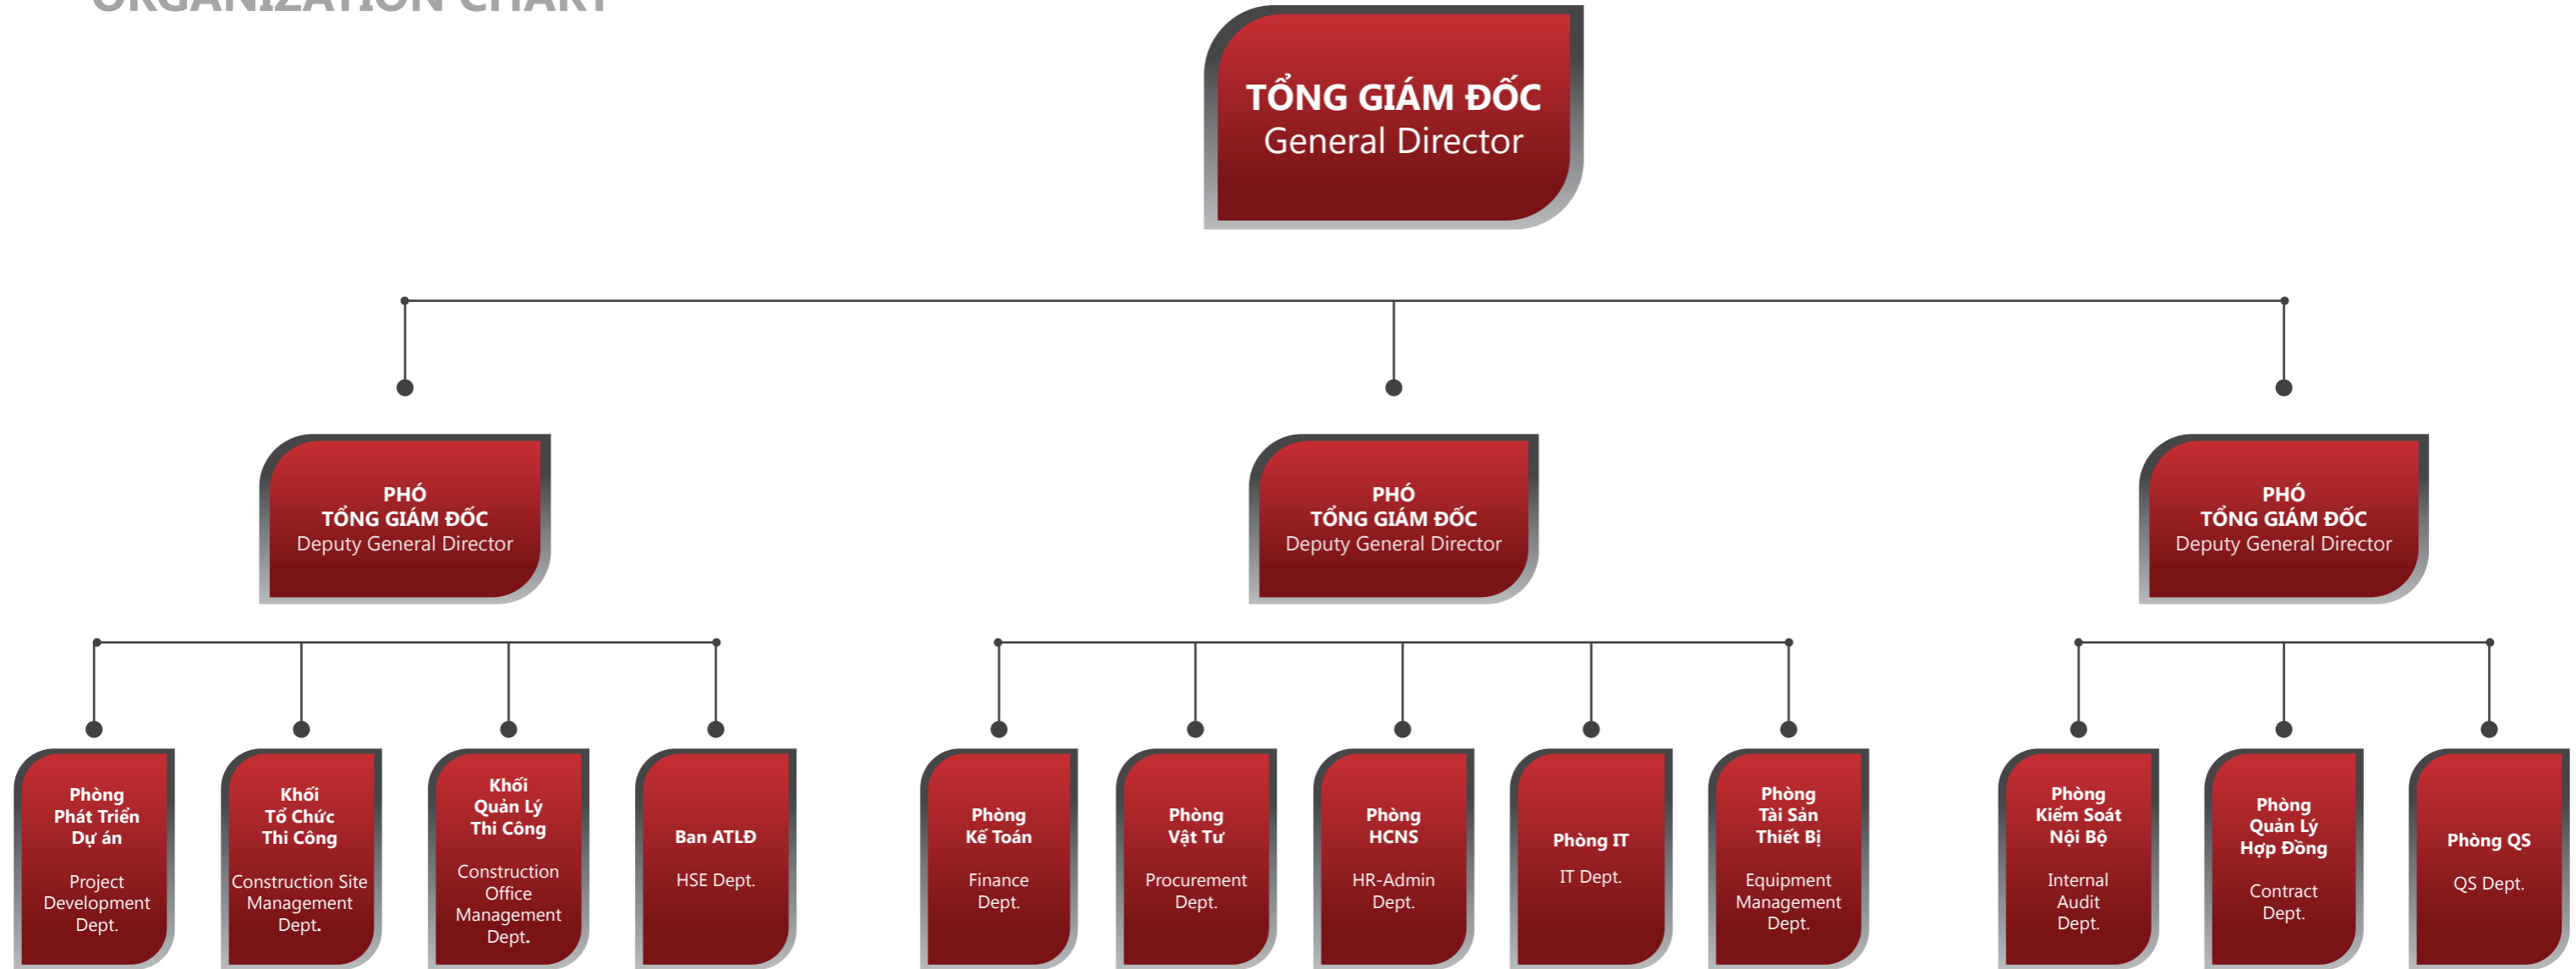 ORGANIZATION CHART
TỔNG GIÁM ĐỐC
General Director
PHÓ
TỔNG GIÁM ĐỐC
Deputy General Director
PHÓ
TỔNG GIÁM ĐỐC
Deputy General Director
PHÓ
TỔNG GIÁM ĐỐC
Deputy General Director
Phòng
Phát Triển
Dự án
Project
Development
Dept.
Khối
Tổ Chức
Thi Công
Construction Site
Management
Dept.
Khối
Quản Lý
Thi Công
Construction
Office
Management
Dept.
Ban ATLĐ
HSE Dept.
Phòng
Kế Toán
Finance
Dept.
Phòng
Vật Tư
Procurement
Dept.
Phòng
HCNS
HR-Admin
Dept.
Phòng IT
IT Dept.
Phòng
Tài Sản
Thiết Bị
Equipment
Management
Dept.
Phòng
Kiểm Soát
Nội Bộ
Internal
Audit
Dept.
Phòng
Quản Lý
Hợp Đồng
Contract
Dept.
Phòng QS
QS Dept.